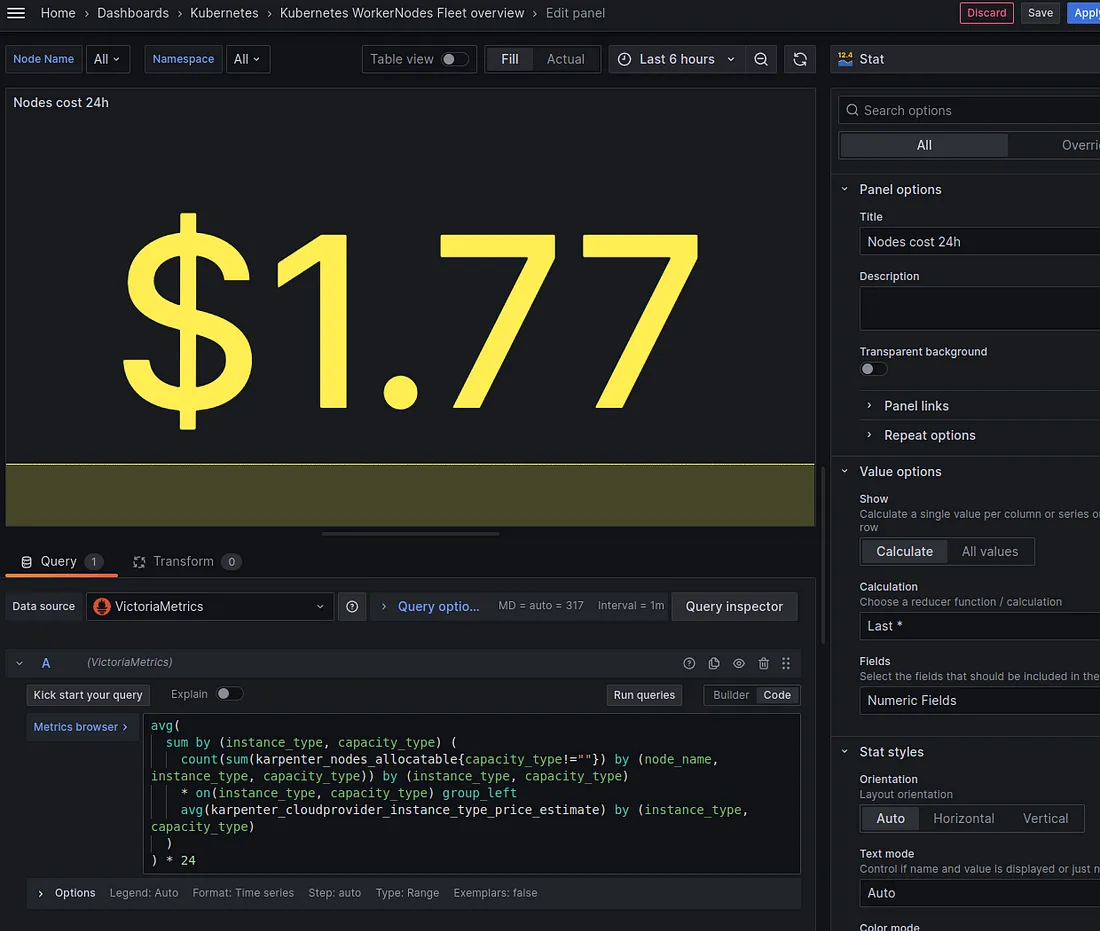 Home › Dashboards › Kubernetes › Kubernetes WorkerNodes Fleet overview › Edit panel
Discard Save Apply
Node Name All Namespace All Table view Fill Actual Last 6 hours
12.4 Stat
Nodes cost 24h
$1.77
Search options
All Overri
Panel options
Title
Nodes cost 24h
Description
Transparent background
Panel links
Repeat options
Value options
Show
Calculate a single value per column or series o
row
Calculate All values
Calculation
Choose a reducer function / calculation
Last *
Fields
Select the fields that should be included in the
Numeric Fields
Stat styles
Orientation
Layout orientation
Auto Horizontal Vertical
Text mode
Control if name and value is displayed or just n
Auto
Color mode
Query 1 Transform 0
Data source VictoriaMetrics Query optio... MD = auto = 317 Interval = 1m Query inspector
A (VictoriaMetrics)
Kick start your query Explain Run queries Builder Code
Metrics browser >
avg(
sum by (instance_type, capacity_type) (
count(sum(karpenter_nodes_allocatable{capacity_type!=""}) by (node_name,
instance_type, capacity_type)) by (instance_type, capacity_type)
* on(instance_type, capacity_type) group_left
avg(karpenter_cloudprovider_instance_type_price_estimate) by (instance_type,
capacity_type)
)
) * 24
Options Legend: Auto Format: Time series Step: auto Type: Range Exemplars: false